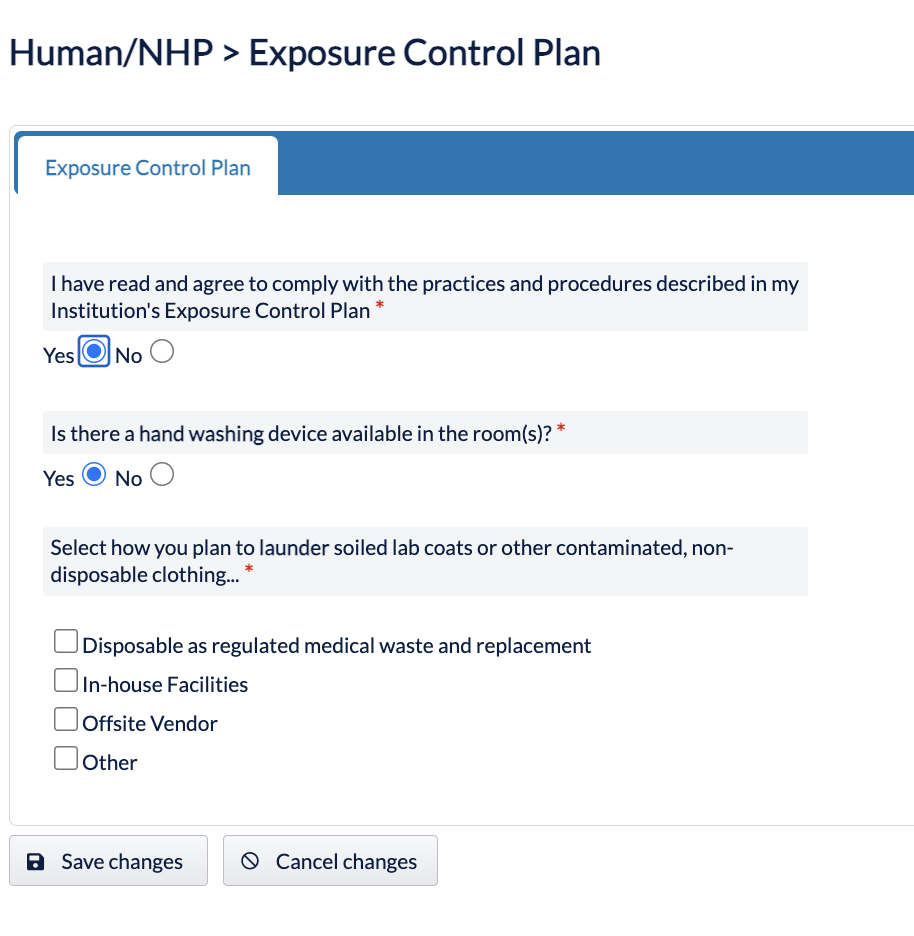 Human/NHP > Exposure Control Plan
Exposure Control Plan
I have read and agree to comply with the practices and procedures described in my
Institution's Exposure Control Plan *
Yes No
Is there a hand washing device available in the room(s)? *
Yes No
Select how you plan to launder soiled lab coats or other contaminated, non-
disposable clothing... *
Disposable as regulated medical waste and replacement
In-house Facilities
Offsite Vendor
Other
Save changes Cancel changes